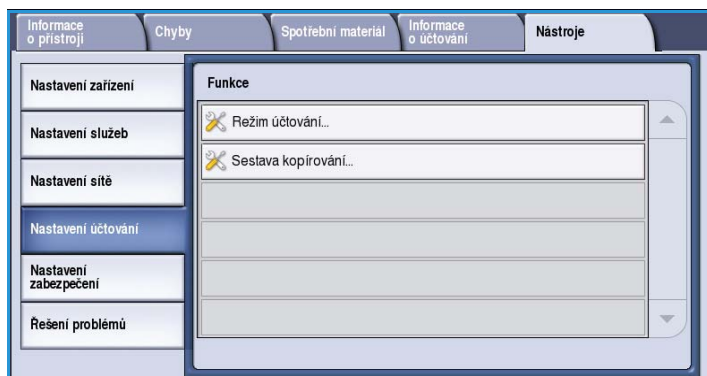 Informace
o přístroji
Chyby
Spotřební materiál
Informace
o účtování
Nástroje
Nastavení zařízení
Nastavení služeb
Nastavení sítě
Nastavení účtování
Nastavení
zabezpečení
Řešení problémů
Funkce
Režim účtování...
Sestava kopírování...